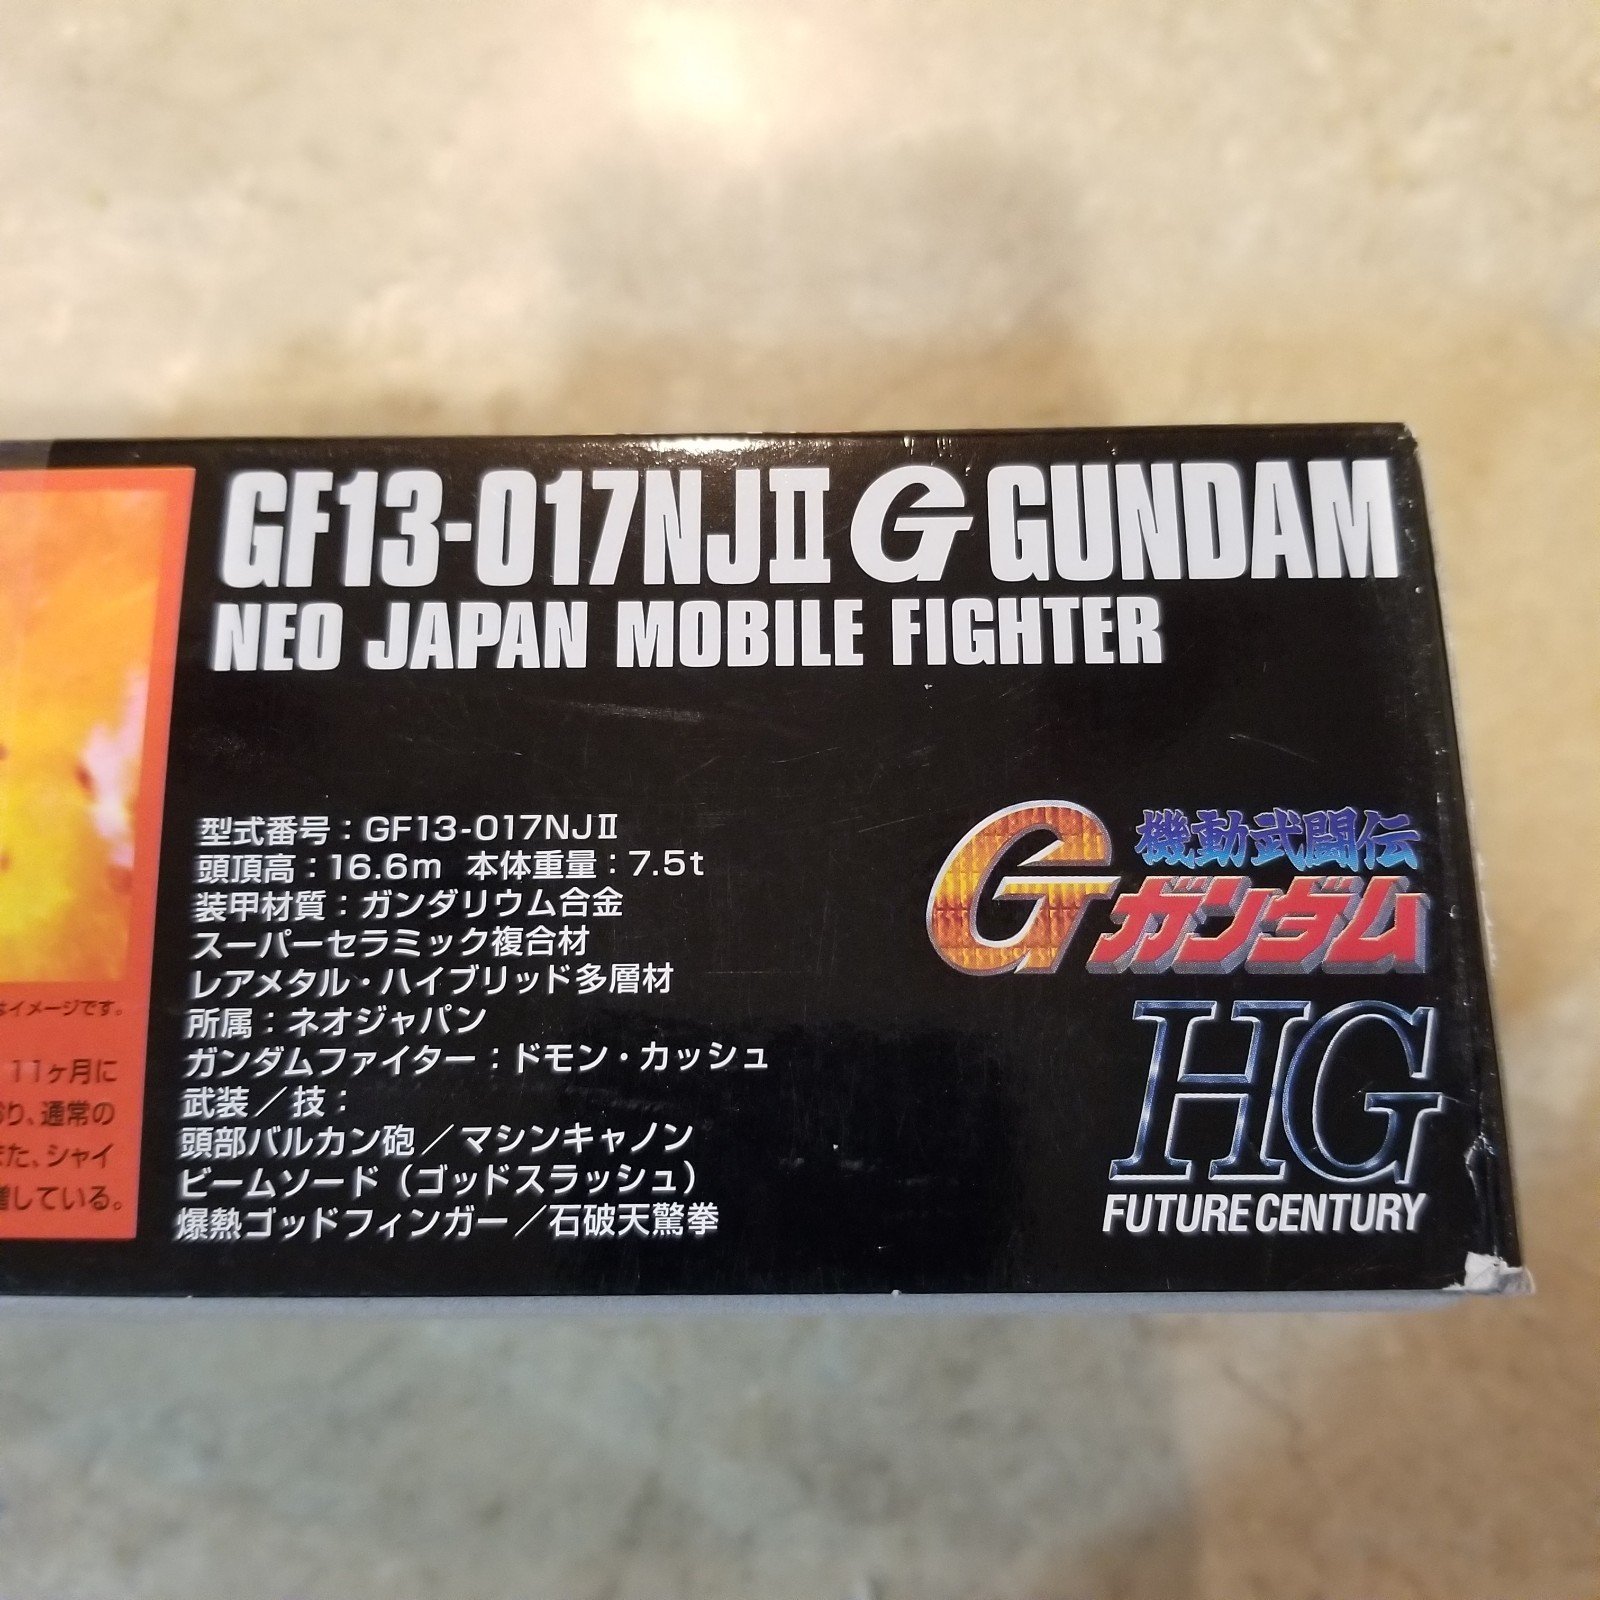 GF13-017NJⅡ G GUNDAM
NEO JAPAN MOBILE FIGHTER
型式番号：GF13-017NJⅡ
頭頂高：16.6m 本体重量：7.5t
装甲材質：ガンダリウム合金
スーパーセラミック複合材
レアメタル・ハイブリッド多層材
所属：ネオジャパン
ガンダムファイター：ドモン・カッシュ
武装／技：
頭部バルカン砲／マシンキャノン
ビームソード（ゴッドスラッシュ）
爆熱ゴッドフィンガー／石破天驚拳
機動武闘伝
Gガンダム
HG
FUTURE CENTURY
はイメージです。
11ヶ月に
おり、通常の
また、シャイ
増している。